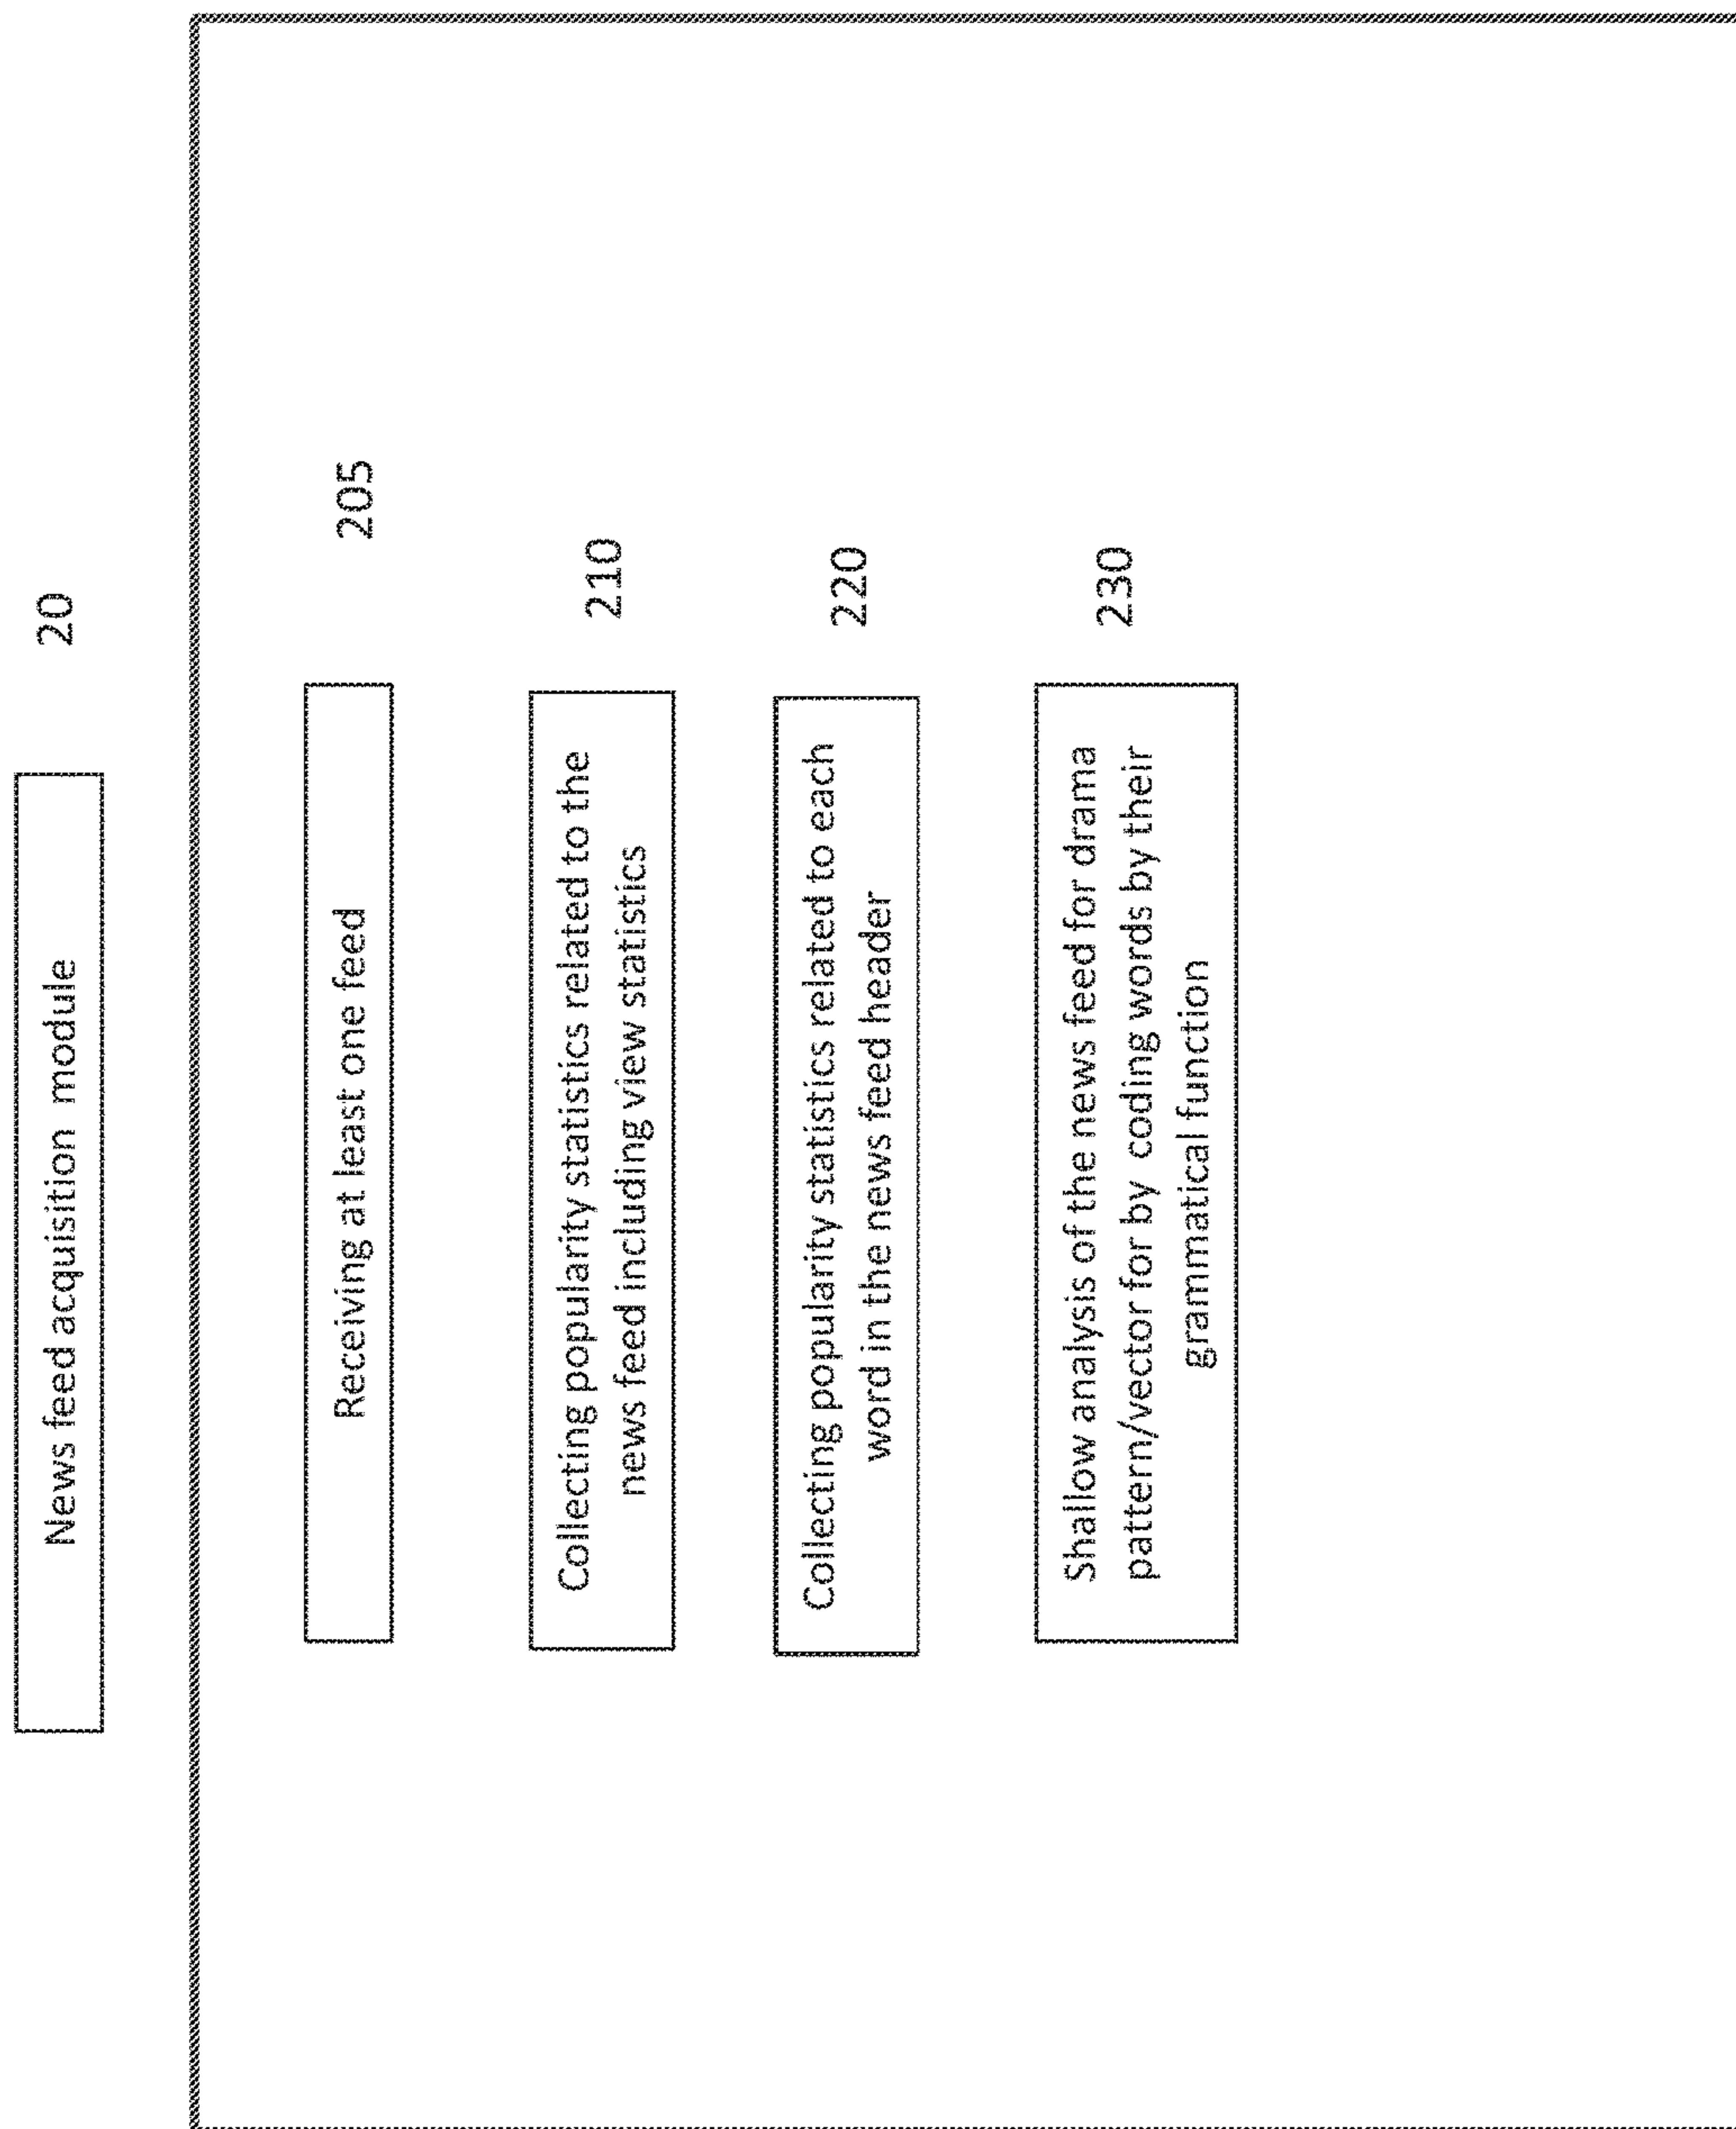 News feed acquisition module
20
Receiving at least one feed
205
Collecting popularity statistics related to the
news feed including view statistics
210
Collecting popularity statistics related to each
word in the news feed header
220
Shallow analysis of the news feed for drama
pattern/vector for by coding words by their
grammatical function
230